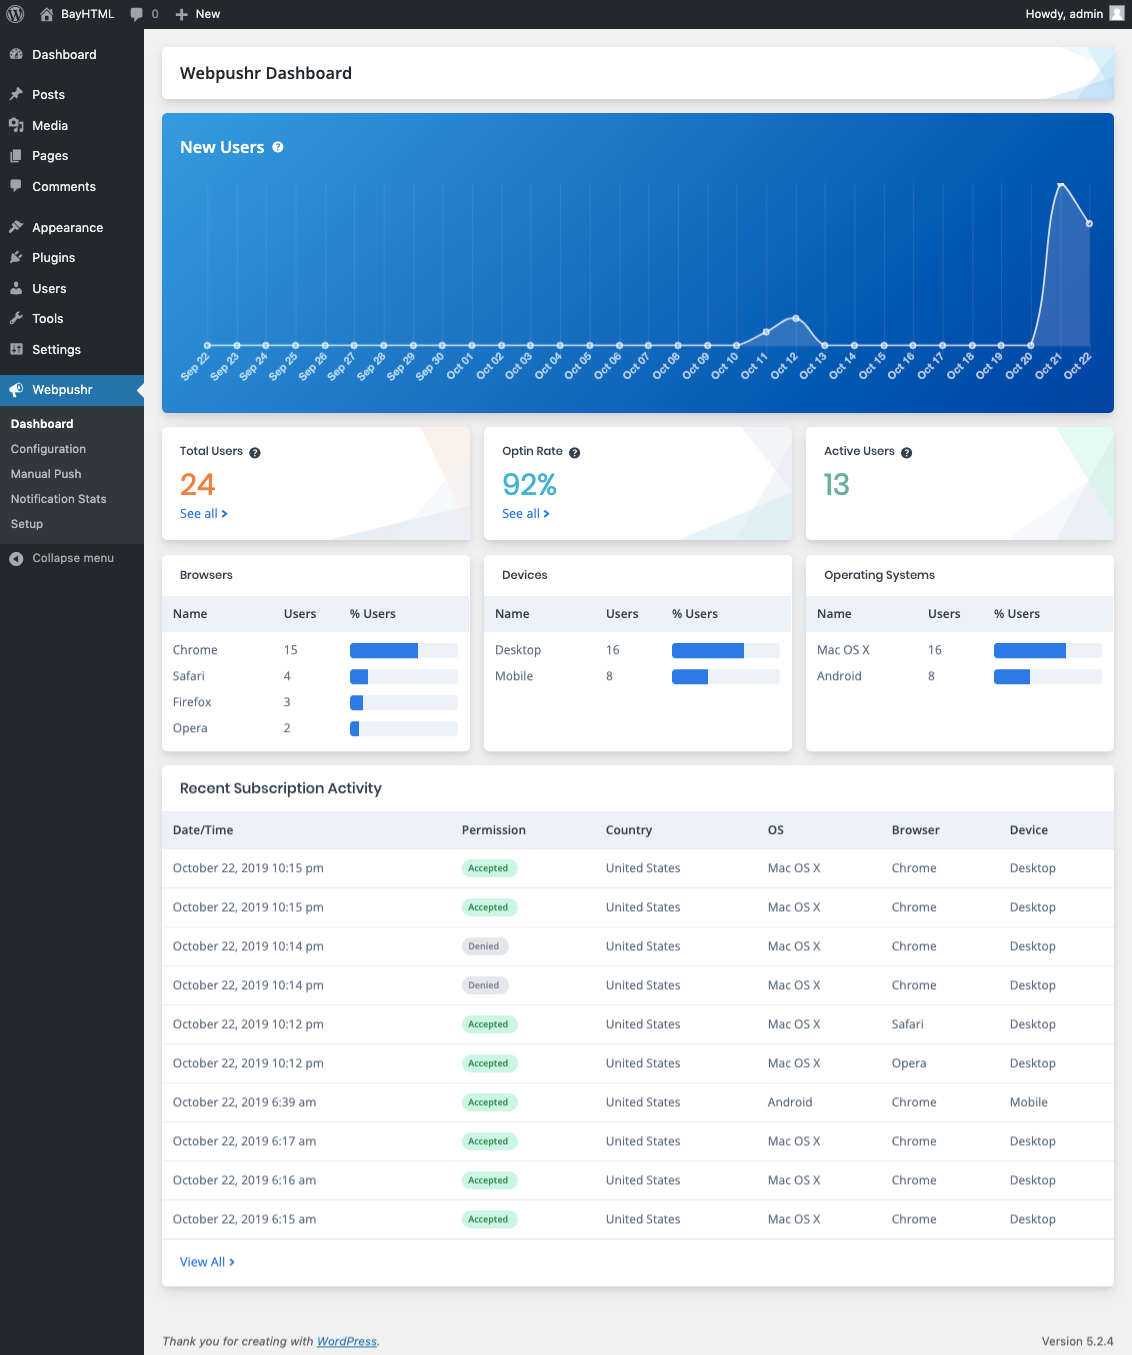 BayHTML 0 New Howdy, admin
Dashboard
Posts
Media
Pages
Comments
Appearance
Plugins
Users
Tools
Settings
Webpushr
Dashboard
Configuration
Manual Push
Notification Stats
Setup
Collapse menu
Webpushr Dashboard
New Users ?
Sep 22 Sep 23 Sep 24 Sep 25 Sep 26 Sep 27 Sep 28 Sep 29 Sep 30 Oct 01 Oct 02 Oct 03 Oct 04 Oct 05 Oct 06 Oct 07 Oct 08 Oct 09 Oct 10 Oct 11 Oct 12 Oct 13 Oct 14 Oct 15 Oct 16 Oct 17 Oct 18 Oct 19 Oct 20 Oct 21 Oct 22
Total Users ?
24
See all >
Optin Rate ?
92%
See all >
Active Users ?
13
Browsers
Name Users % Users
Chrome 15
Safari 4
Firefox 3
Opera 2
Devices
Name Users % Users
Desktop 16
Mobile 8
Operating Systems
Name Users % Users
Mac OS X 16
Android 8
Recent Subscription Activity
Date/Time Permission Country OS Browser Device
October 22, 2019 10:15 pm Accepted United States Mac OS X Chrome Desktop
October 22, 2019 10:15 pm Accepted United States Mac OS X Chrome Desktop
October 22, 2019 10:14 pm Denied United States Mac OS X Chrome Desktop
October 22, 2019 10:14 pm Denied United States Mac OS X Chrome Desktop
October 22, 2019 10:12 pm Accepted United States Mac OS X Safari Desktop
October 22, 2019 10:12 pm Accepted United States Mac OS X Opera Desktop
October 22, 2019 6:39 am Accepted United States Android Chrome Mobile
October 22, 2019 6:17 am Accepted United States Mac OS X Chrome Desktop
October 22, 2019 6:16 am Accepted United States Mac OS X Chrome Desktop
October 22, 2019 6:15 am Accepted United States Mac OS X Chrome Desktop
View All >
Thank you for creating with WordPress. Version 5.2.4